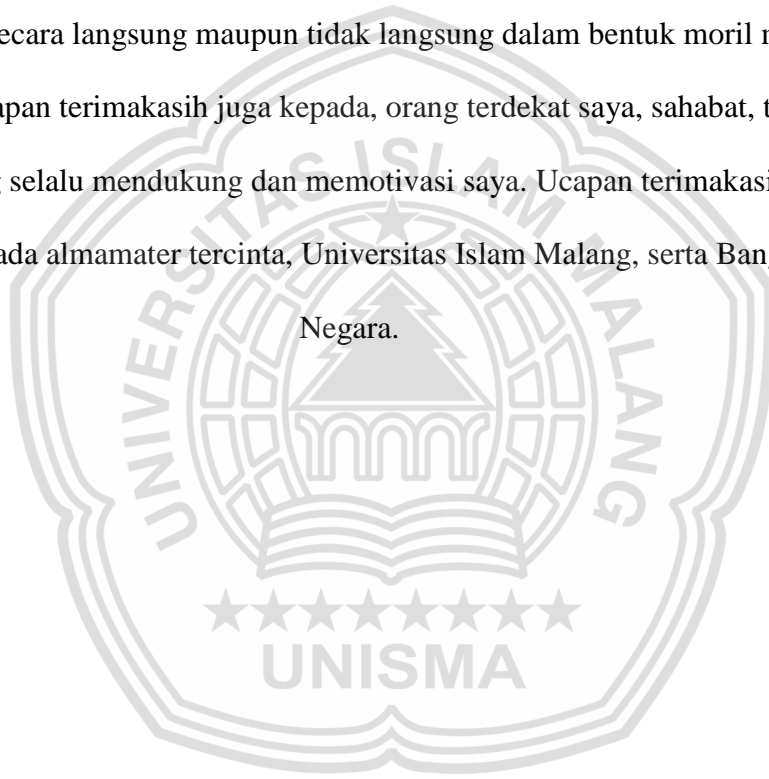 ecara langsung maupun tidak langsung dalam bentuk moril
apan terimakasih juga kepada, orang terdekat saya, sahabat, t
selalu mendukung dan memotivasi saya. Ucapan terimakasi
ada almamater tercinta, Universitas Islam Malang, serta Ban
Negara.
UNIVERSITAS ISLAM MALANG
UNISMA